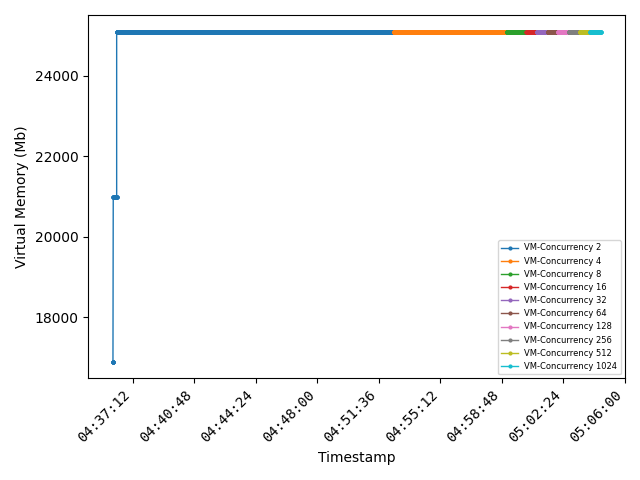 24000
22000
20000
18000
Virtual Memory (Mb)
VM-Concurrency 2
VM-Concurrency 4
VM-Concurrency 8
VM-Concurrency 16
VM-Concurrency 32
VM-Concurrency 64
VM-Concurrency 128
VM-Concurrency 256
VM-Concurrency 512
VM-Concurrency 1024
04:37:12
04:40:48
04:44:24
04:48:00
04:51:36
04:55:12
04:58:48
05:02:24
05:06:00
Timestamp